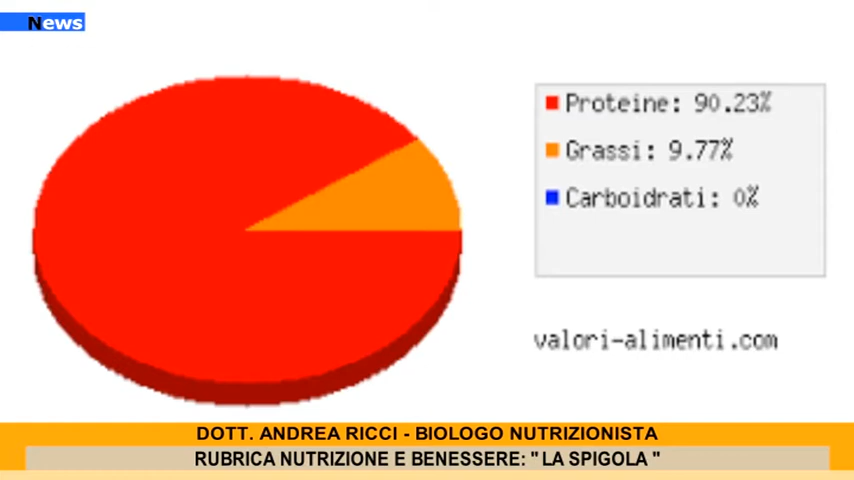 News
Proteine: 90.23%
Grassi: 9.77%
Carboidrati: 0%
valori-alimenti.com
DOTT. ANDREA RICCI - BIOLOGO NUTRIZIONISTA
RUBRICA NUTRIZIONE E BENESSERE: " LA SPIGOLA "